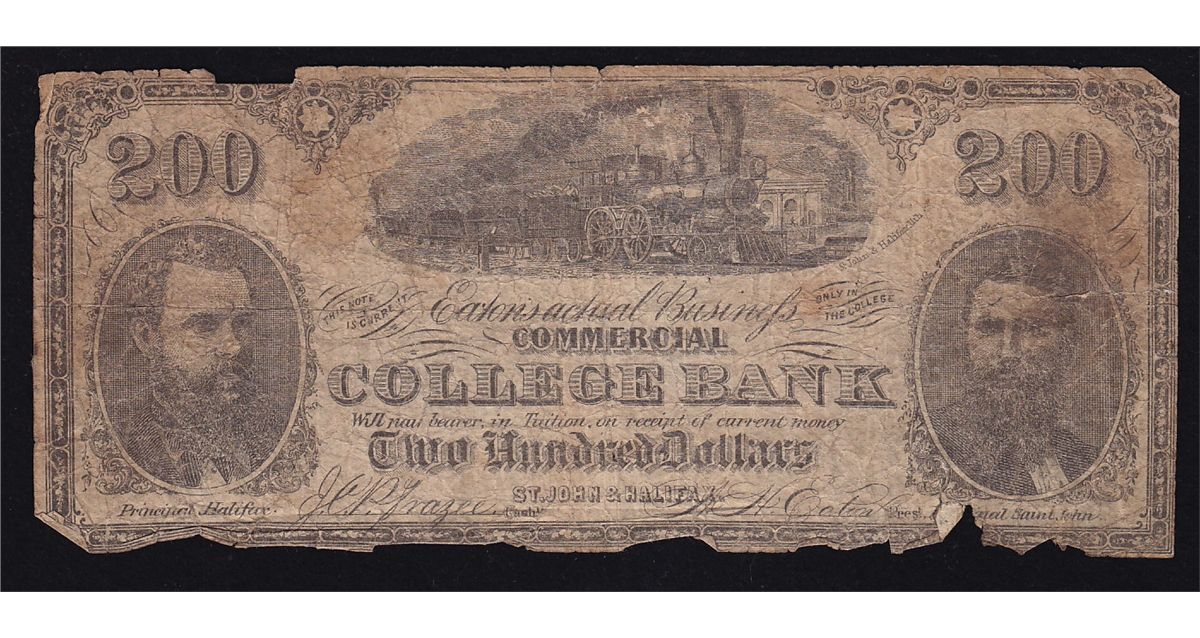 200
200
THIS NOTE
IS CURRENT
Eatons actual Business
ONLY IN
THE COLLEGE
COMMERCIAL
COLLEGE BANK
Will pay bearer, in Tuition, on receipt of current money
Two Hundred Dollars
ST. JOHN & HALIFAX.
J.C.P. Frazee
Cash
A. H. Eaton
Pres.
Principal Halifax.
Saint John